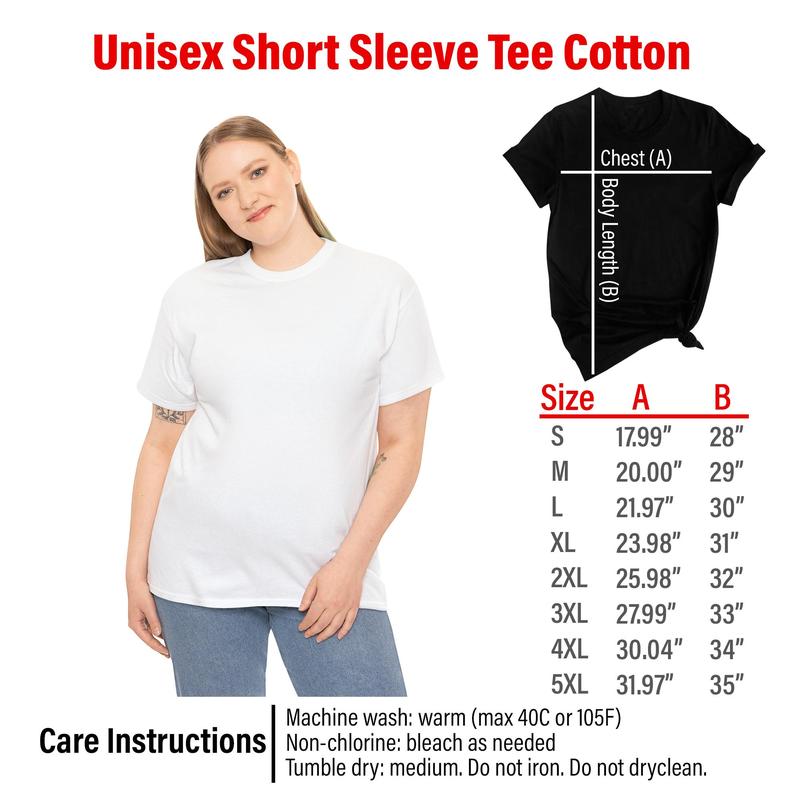 Unisex Short Sleeve Tee Cotton
Chest (A)
Body Length (B)
Size A B
S 17.99" 28"
M 20.00" 29"
L 21.97" 30"
XL 23.98" 31"
2XL 25.98" 32"
3XL 27.99" 33"
4XL 30.04" 34"
5XL 31.97" 35"
Care Instructions
Machine wash: warm (max 40C or 105F)
Non-chlorine: bleach as needed
Tumble dry: medium. Do not iron. Do not dryclean.